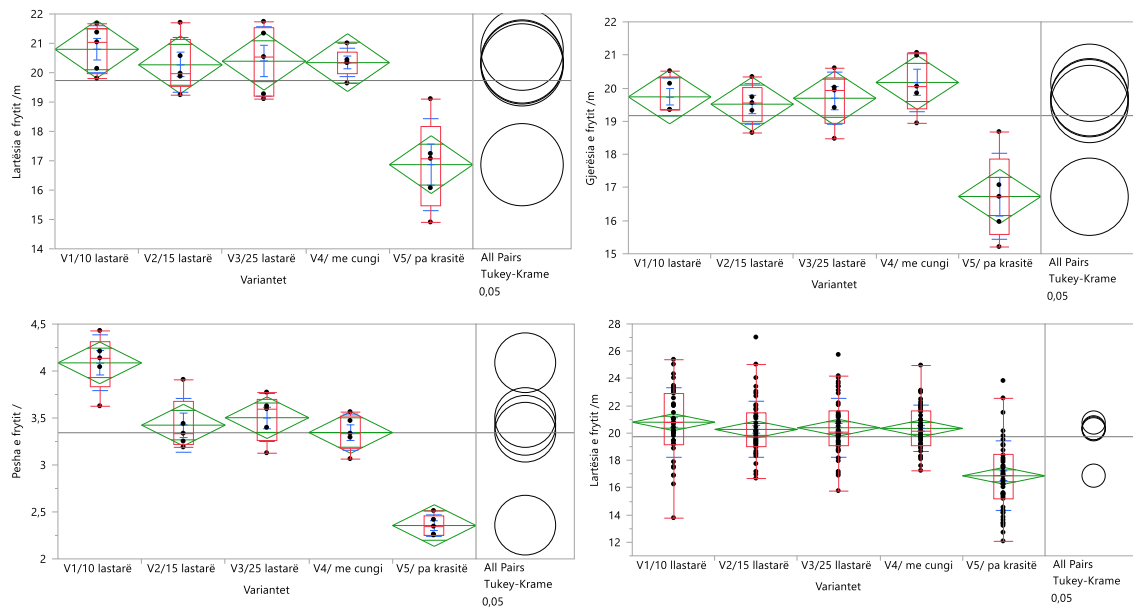 Lartësia e frytit /m
22
21
20
19
18
17
16
15
14
V1/10 lastarë V2/15 lastarë V3/25 lastarë V4/ me cungi V5/ pa krasitë
Variantet
All Pairs
Tukey-Krame
0,05
Gjerësia e frytit /m
22
21
20
19
18
17
16
15
V1/10 lastarë V2/15 lastarë V3/25 lastarë V4/ me cungi V5/ pa krasitë
Variantet
All Pairs
Tukey-Krame
0,05
Pesha e frytit /
4,5
4
3,5
3
2,5
2
V1/10 lastarë V2/15 lastarë V3/25 lastarë V4/ me cungi V5/ pa krasitë
Variantet
All Pairs
Tukey-Krame
0,05
Lartësia e frytit /m
28
26
24
22
20
18
16
14
12
V1/10 llastarë V2/15 llastarë V3/25 llastarë V4/ me cungi V5/ pa krasitë
Variantet
All Pairs
Tukey-Krame
0,05